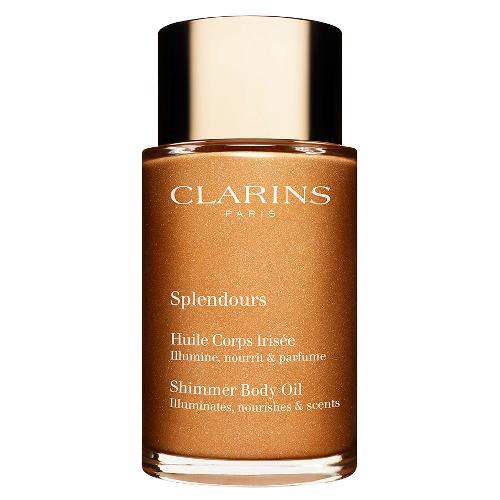 CLARINS
PARIS
Splendours
Huile Corps Irisée
Illumine, nourrit & parfume
Shimmer Body Oil
Illuminates, nourishes & scents